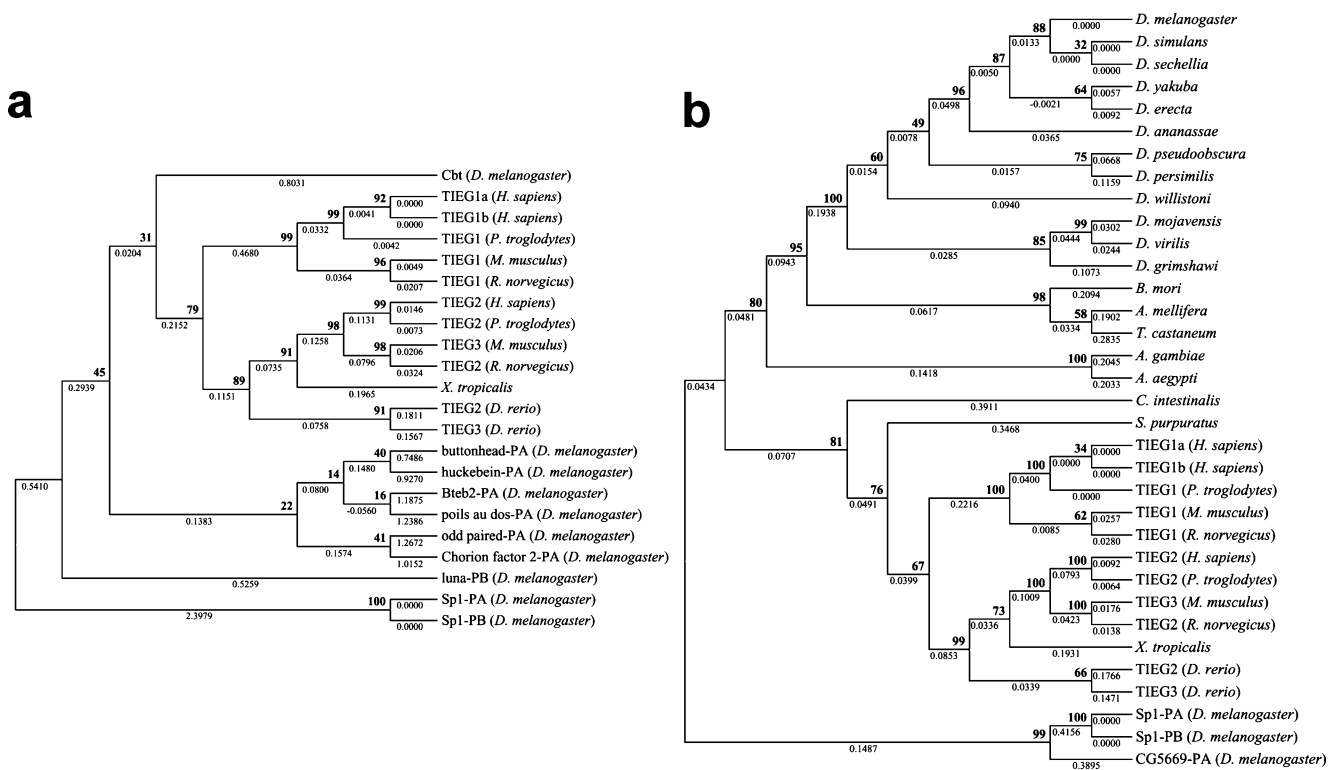 a
Cbt (D. melanogaster)
0.8031
92
0.0000
TIEG1a (H. sapiens)
99
0.0041
TIEG1b (H. sapiens)
0.0000
0.0332
TIEG1 (P. troglodytes)
0.0042
31
0.0204
99
0.4680
96
0.0049
TIEG1 (M. musculus)
0.0364
TIEG1 (R. norvegicus)
0.0207
99
0.0146
TIEG2 (H. sapiens)
79
0.2152
98
0.1131
TIEG2 (P. troglodytes)
0.0073
0.1258
98
0.0206
TIEG3 (M. musculus)
91
0.0796
TIEG2 (R. norvegicus)
0.0324
0.0735
45
0.2939
89
0.1151
X. tropicalis
0.1965
91
0.1811
TIEG2 (D. rerio)
0.0758
TIEG3 (D. rerio)
0.1567
40
0.7486
buttonhead-PA (D. melanogaster)
14
0.1480
huckebein-PA (D. melanogaster)
0.9270
0.5410
0.0800
16
1.1875
Bteb2-PA (D. melanogaster)
22
-0.0560
poils au dos-PA (D. melanogaster)
1.2386
0.1383
41
1.2672
odd paired-PA (D. melanogaster)
0.1574
Chorion factor 2-PA (D. melanogaster)
1.0152
luna-PB (D. melanogaster)
0.5259
100
0.0000
Sp1-PA (D. melanogaster)
2.3979
Sp1-PB (D. melanogaster)
0.0000
b
88
D. melanogaster
0.0000
0.0133
32
0.0000
D. simulans
0.0000
87
0.0050
D. sechellia
0.0000
96
0.0498
64
0.0057
D. yakuba
-0.0021
D. erecta
0.0092
49
0.0078
D. ananassae
0.0365
60
0.0154
75
0.0668
D. pseudoobscura
0.0157
D. persimilis
0.1159
100
0.1938
D. willistoni
0.0940
99
0.0302
D. mojavensis
85
0.0444
D. virilis
0.0244
95
0.0943
0.0285
D. grimshawi
0.1073
98
B. mori
0.2094
80
0.0481
0.0617
58
0.1902
A. mellifera
0.0334
T. castaneum
0.2835
100
0.2045
A. gambiae
0.1418
A. aegypti
0.2033
0.0434
C. intestinalis
0.3911
81
0.0707
S. purpuratus
0.3468
34
0.0000
TIEG1a (H. sapiens)
100
0.0000
TIEG1b (H. sapiens)
0.0000
76
0.0491
100
0.0400
TIEG1 (P. troglodytes)
0.0000
0.2216
62
0.0257
TIEG1 (M. musculus)
0.0085
TIEG1 (R. norvegicus)
0.0280
67
0.0399
100
0.0092
TIEG2 (H. sapiens)
100
0.0793
TIEG2 (P. troglodytes)
0.0064
0.1009
100
0.0176
TIEG3 (M. musculus)
73
0.0423
TIEG2 (R. norvegicus)
0.0138
0.0336
99
0.0853
X. tropicalis
0.1931
66
0.1766
TIEG2 (D. rerio)
0.0339
TIEG3 (D. rerio)
0.1471
100
0.0000
Sp1-PA (D. melanogaster)
99
0.4156
Sp1-PB (D. melanogaster)
0.0000
0.1487
CG5669-PA (D. melanogaster)
0.3895